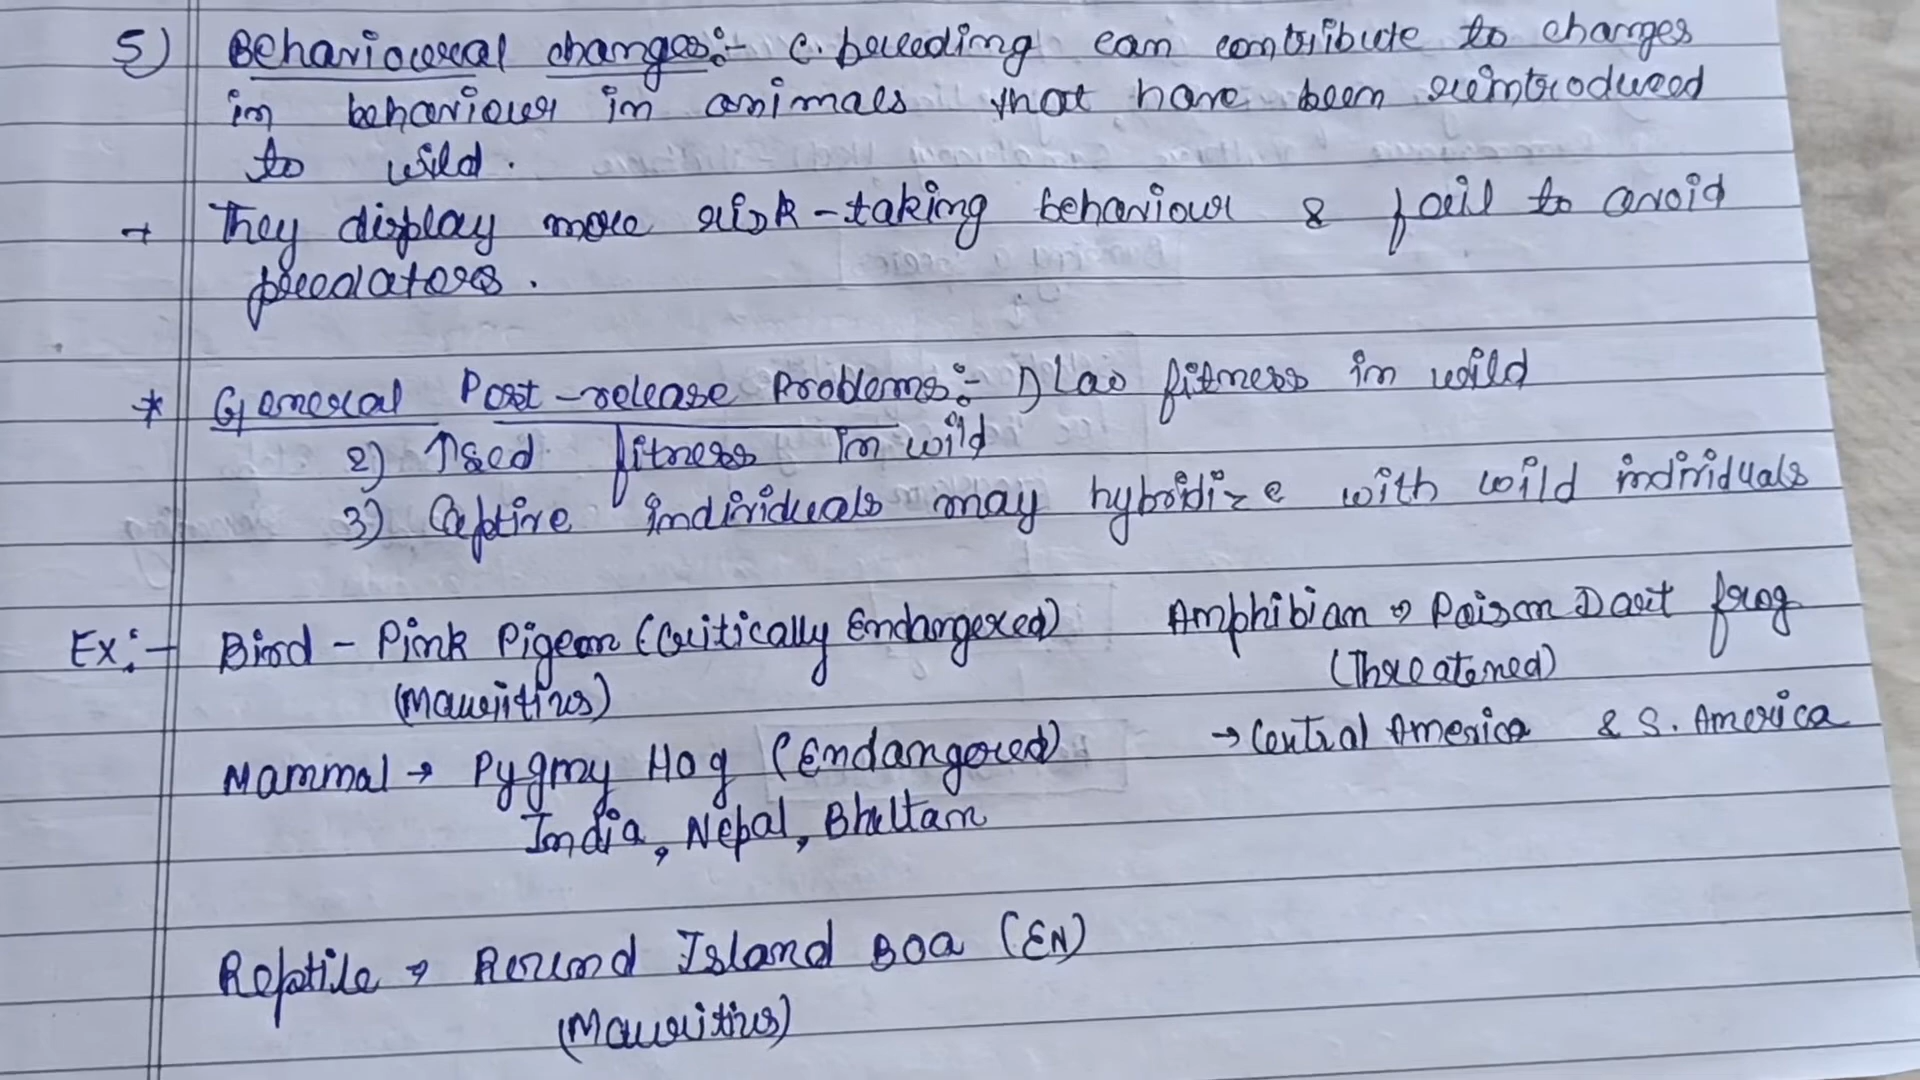 5) Behavioural changes:- c. breeding can contribute to changes
in behaviour in animals that have been reintroduced
to wild.
→ They display more risk-taking behaviour & fail to avoid
predators.
* General Post-release Problems:- 1) Low fitness in wild
2) ↑sed fitness in wild
3) Captive individuals may hybridize with wild individuals
Ex:- Bird - Pink Pigeon (Critically Endangered)
(Mauritius)
Amphibian → Poison Dart frog
(Threatened)
→ Central America & S. America
Mammal → Pygmy Hog (Endangered)
India, Nepal, Bhutan
Reptile → Round Island Boa (EN)
(Mauritius)